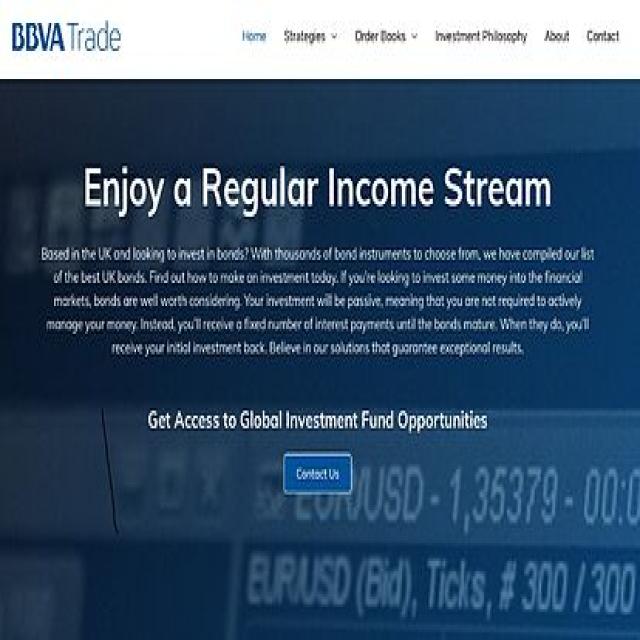 BBVA Trade
Home Strategies Order Books Investment Philosophy About Contact
Enjoy a Regular Income Stream
Based in the UK and looking to invest in bonds? With thousands of bond instruments to choose from, we have compiled our list
of the best UK bonds. Find out how to make an investment today. If you're looking to invest some money into the financial
markets, bonds are well worth considering. Your investment will be passive, meaning that you are not required to actively
manage your money. Instead, you'll receive a fixed number of interest payments until the bonds mature. When they do, you'll
receive your initial investment back. Believe in our solutions that guarantee exceptional results.
Get Access to Global Investment Fund Opportunities
Contact Us
EUR/USD - 1,35379 - 00:0
EUR/USD (Bid), Ticks, # 300 / 300